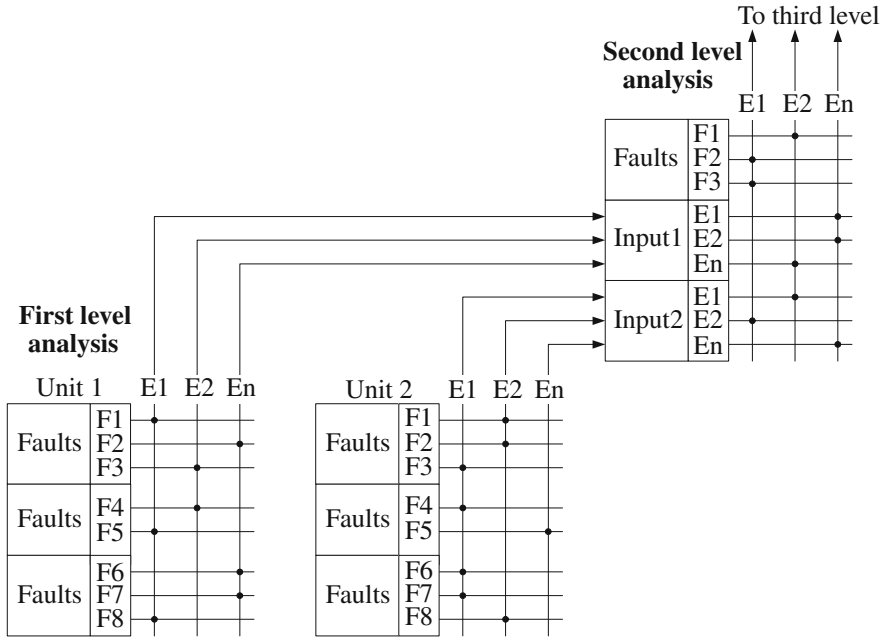 To third level
Second level
analysis
E1 E2 En
Faults
F1
F2
F3
Input1
E1
E2
En
Input2
E1
E2
En
First level
analysis
Unit 1 E1 E2 En
Faults
F1
F2
F3
Faults
F4
F5
Faults
F6
F7
F8
Unit 2 E1 E2 En
Faults
F1
F2
F3
Faults
F4
F5
Faults
F6
F7
F8